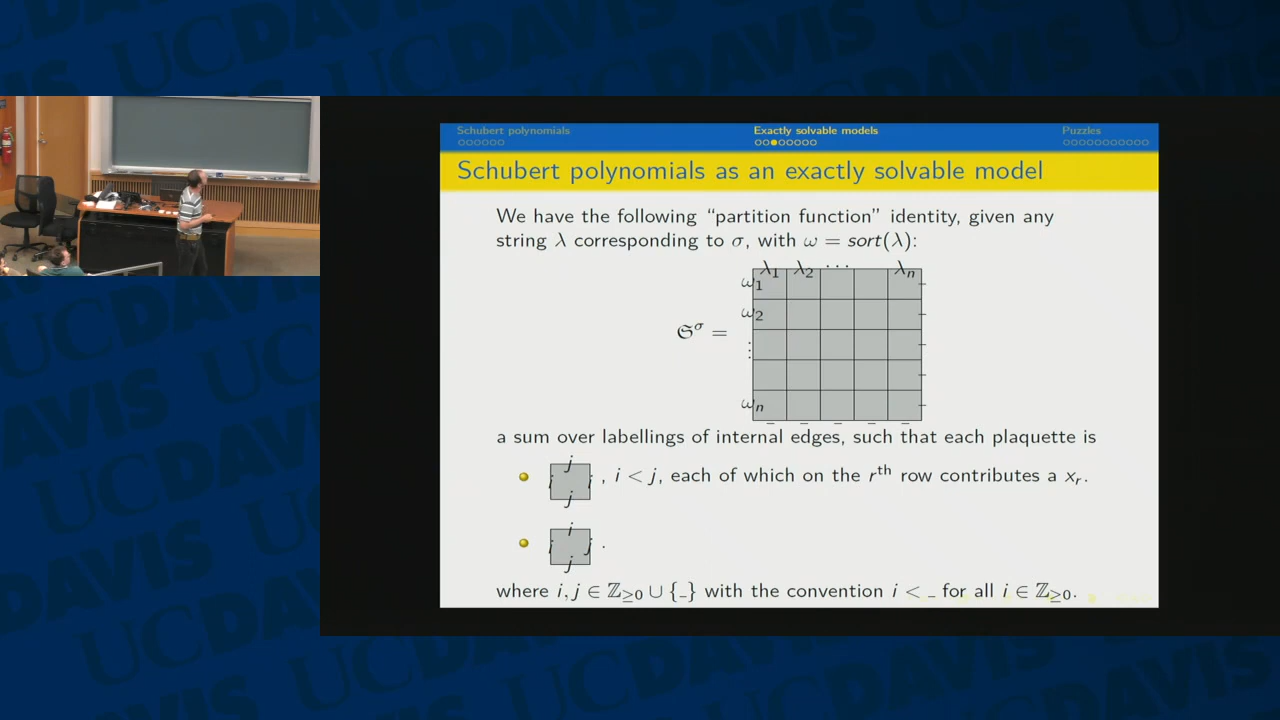 Schubert polynomials Exactly solvable models Puzzles
Schubert polynomials as an exactly solvable model
We have the following “partition function” identity, given any
string λ corresponding to σ, with ω = sort(λ):
λ₁ λ₂ ··· λₙ
ω₁
ω₂
𝔖^σ =
⋮
ωₙ
a sum over labellings of internal edges, such that each plaquette is
j
i i , i < j, each of which on the rᵗʰ row contributes a xᵣ.
j
i
i j .
j
where i, j ∈ ℤ≥0 ∪ {_} with the convention i < _ for all i ∈ ℤ≥0.
UCDAVIS